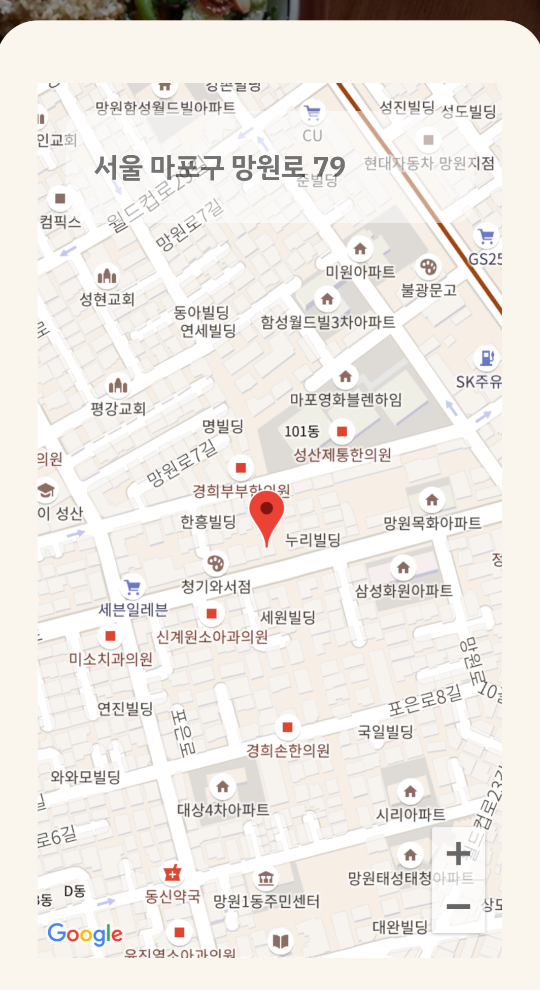 강촌빌딩
망원함성월드빌아파트
성진빌딩
성도빌딩
CU
인교회
현대자동차 망원지점
서울 마포구 망원로 79
준빌딩
월드컵로25길
컴픽스
망원로7길
GS25
미원아파트
불광문고
성현교회
동아빌딩
연세빌딩
함성월드빌3차아파트
SK주유
마포영화블렌하임
평강교회
명빌딩
101동
성산제통한의원
의원
망원로7길
경희부부한의원
이 성산
한흥빌딩
누리빌딩
망원목화아파트
청기와서점
삼성화원아파트
세븐일레븐
세원빌딩
신계원소아과의원
미소치과의원
망원로
포은로8길
10길
연진빌딩
포은로
국일빌딩
경희손한의원
와와모빌딩
대상4차아파트
시리아파트
월드컵로23길
로6길
망원태성태청아파트
D동
동신약국
망원1동주민센터
대완빌딩
Google
유진열소아과의원